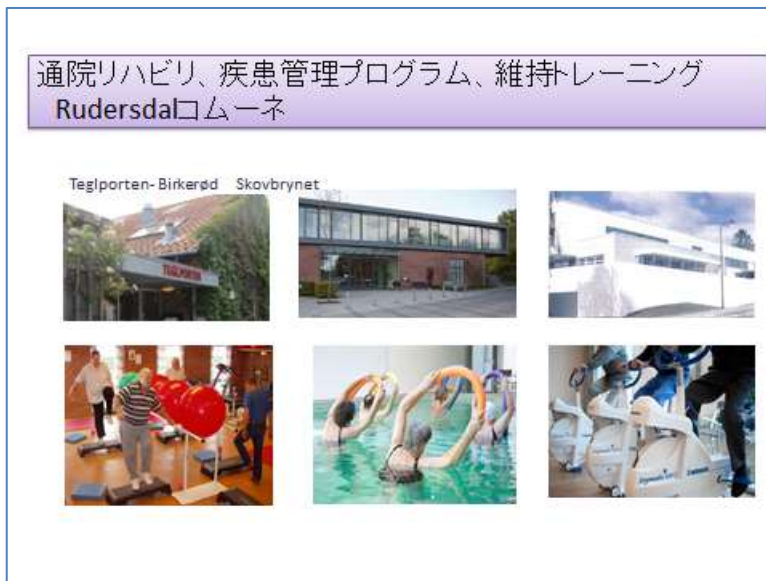 通院リハビリ、疾患管理プログラム、維持トレーニング
Rudersdalコムーネ
Teglporten-Birkerød Skovbrynet
TEGLPORTEN